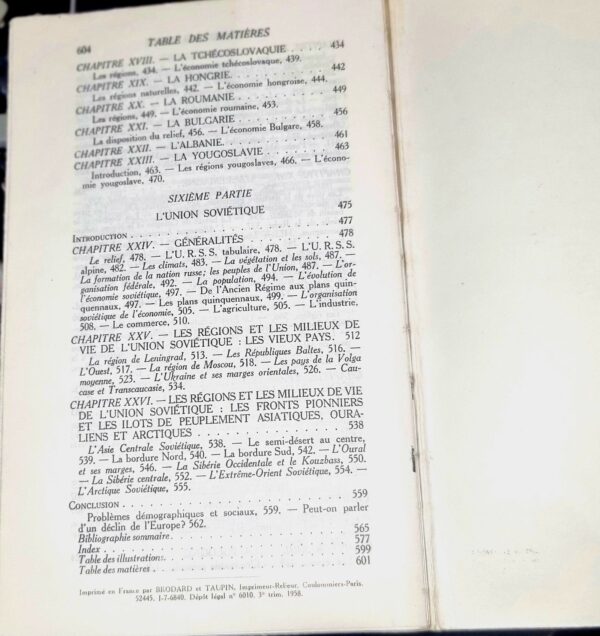 604 TABLE DES MATIÈRES
CHAPITRE XVIII. — LA TCHÉCOSLOVAQUIE . . . . 434
Les régions, 434. — L'économie tchécoslovaque, 439.
CHAPITRE XIX. — LA HONGRIE. . . . . . . . . . 442
Les régions naturelles, 442. — L'économie hongroise, 444.
CHAPITRE XX. — LA ROUMANIE . . . . . . . . . 449
Les régions, 449. — L'économie roumaine, 453.
CHAPITRE XXI. — LA BULGARIE . . . . . . . . . 456
La disposition du relief, 456. — L'économie Bulgare, 458.
CHAPITRE XXII. — L'ALBANIE. . . . . . . . . . 461
CHAPITRE XXIII. — LA YOUGOSLAVIE . . . . . . 463
Introduction, 463. — Les régions yougoslaves, 466. — L'écono-
mie yougoslave, 470.
SIXIÈME PARTIE
L'UNION SOVIÉTIQUE 475
INTRODUCTION . . . . . . . . . . . . . . . . 477
CHAPITRE XXIV. — GÉNÉRALITÉS . . . . . . . . 478
Le relief, 478. — L'U. R. S. S. tabulaire, 478. — L'U. R. S. S.
alpine, 482. — Les climats, 483. — La végétation et les sols, 487. —
La formation de la nation russe; les peuples de l'Union, 487. — L'or-
ganisation fédérale, 492. — La population, 494. — L'évolution de
l'économie soviétique, 497. — De l'Ancien Régime aux plans quin-
quennaux, 497. — Les plans quinquennaux, 499. — L'organisation
soviétique de l'économie, 505. — L'agriculture, 505. — L'industrie,
508. — Le commerce, 510.
CHAPITRE XXV. — LES RÉGIONS ET LES MILIEUX DE
VIE DE L'UNION SOVIÉTIQUE : LES VIEUX PAYS. 512
La région de Leningrad, 513. — Les Républiques Baltes, 516. —
L'Ouest, 517. — La région de Moscou, 518. — Les pays de la Volga
moyenne, 523. — L'Ukraine et ses marges orientales, 526. — Cau-
case et Transcaucasie, 534.
CHAPITRE XXVI. — LES RÉGIONS ET LES MILIEUX DE VIE
DE L'UNION SOVIÉTIQUE : LES FRONTS PIONNIERS
ET LES ILOTS DE PEUPLEMENT ASIATIQUES, OURA-
LIENS ET ARCTIQUES . . . . . . . . . . . . . 538
L'Asie Centrale Soviétique, 538. — Le semi-désert au centre,
539. — La bordure Nord, 540. — La bordure Sud, 542. — L'Oural
et ses marges, 546. — La Sibérie Occidentale et le Kouzbass, 550.
— La Sibérie centrale, 552. — L'Extrême-Orient Soviétique, 554. —
L'Arctique Soviétique, 555.
CONCLUSION . . . . . . . . . . . . . . . . . 559
Problèmes démographiques et sociaux, 559. — Peut-on parler
d'un déclin de l'Europe? 562.
Bibliographie sommaire. . . . . . . . . . . . 565
Index . . . . . . . . . . . . . . . . . . . . 577
Table des illustrations. . . . . . . . . . . . 599
Table des matières . . . . . . . . . . . . . . 601
Imprimé en France par BRODARD et TAUPIN, Imprimeur-Relieur, Coulommiers-Paris.
52445. I-7-6840. Dépôt légal n° 6010, 3e trim. 1958.